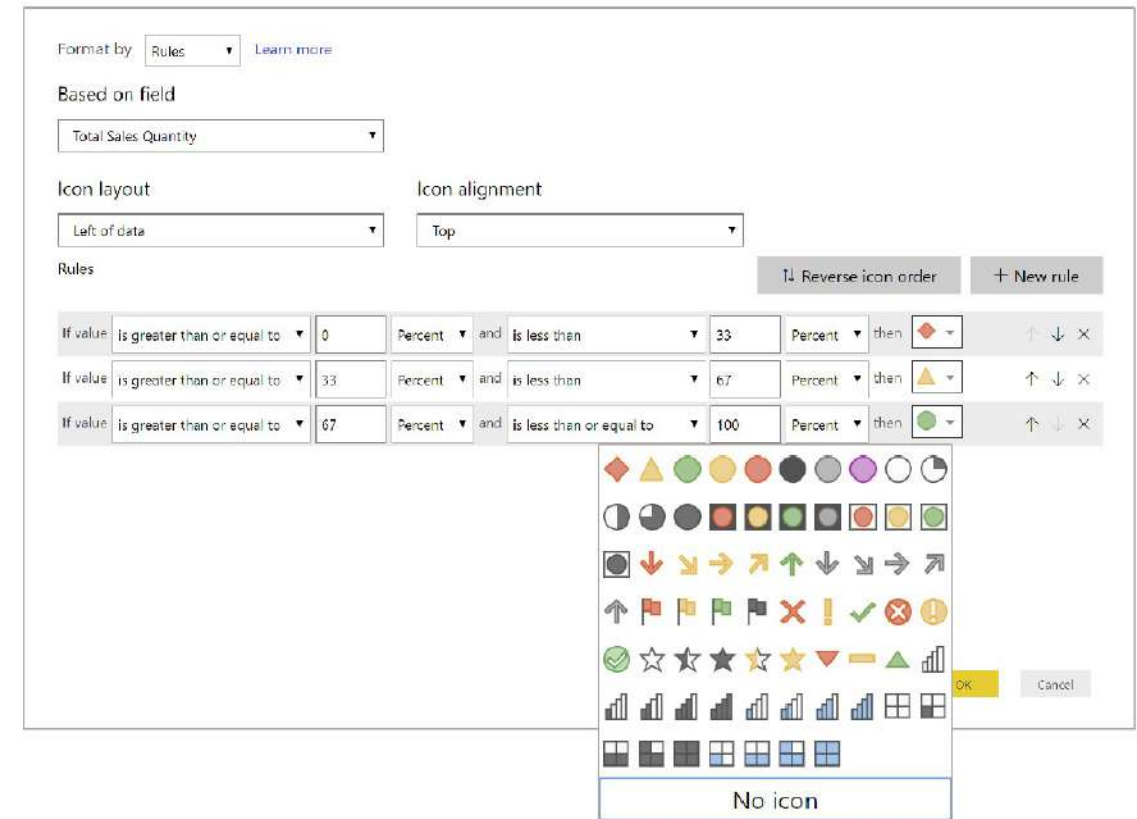 Format by Rules Learn more
Based on field
Total Sales Quantity
Icon layout Icon alignment
Left of data Top
Rules Reverse icon order + New rule
If value is greater than or equal to 0 Percent and is less than 33 Percent then
If value is greater than or equal to 33 Percent and is less than 67 Percent then
If value is greater than or equal to 67 Percent and is less than or equal to 100 Percent then
OK Cancel
No icon